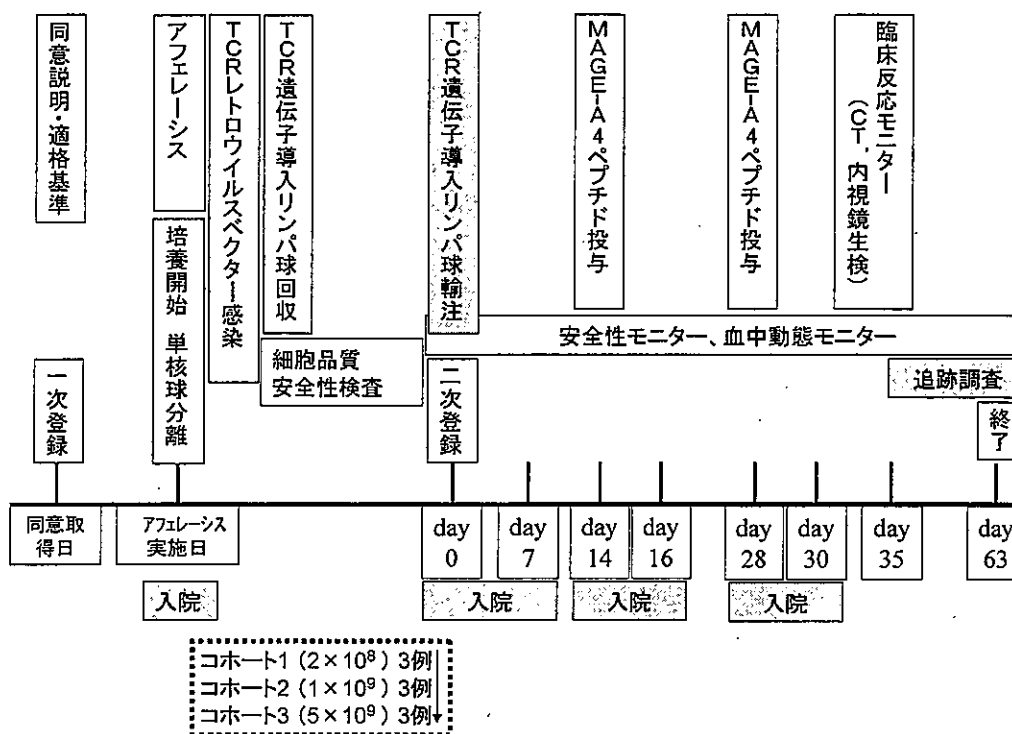 同意説明・適格基準
アフェレーシス
TCRレトロウイルスベクター感染
TCR遺伝子導入リンパ球回収
TCR遺伝子導入リンパ球輸注
MAGE-A4ペプチド投与
MAGE-A4ペプチド投与
臨床反応モニター
(CT, 内視鏡生検)
培養開始 単核球分離
安全性モニター、血中動態モニター
細胞品質
安全性検査
一次登録
二次登録
追跡調査
終了
同意取
得日
アフェレーシス
実施日
day
0
day
7
day
14
day
16
day
28
day
30
day
35
day
63
入院
入院
入院
入院
コホート1 (2×10⁸) 3例
コホート2 (1×10⁹) 3例
コホート3 (5×10⁹) 3例